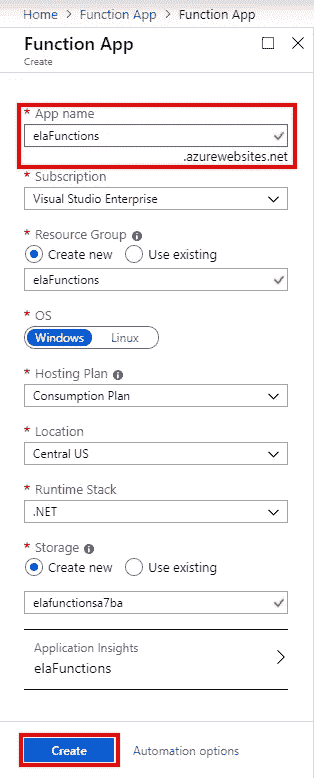 Home > Function App > Function App
Function App
Create
* App name
elaFunctions
.azurewebsites.net
* Subscription
Visual Studio Enterprise
* Resource Group
Create new Use existing
elaFunctions
* OS
Windows Linux
* Hosting Plan
Consumption Plan
* Location
Central US
* Runtime Stack
.NET
* Storage
Create new Use existing
elafunctionsa7ba
Application Insights
elaFunctions
Create Automation options